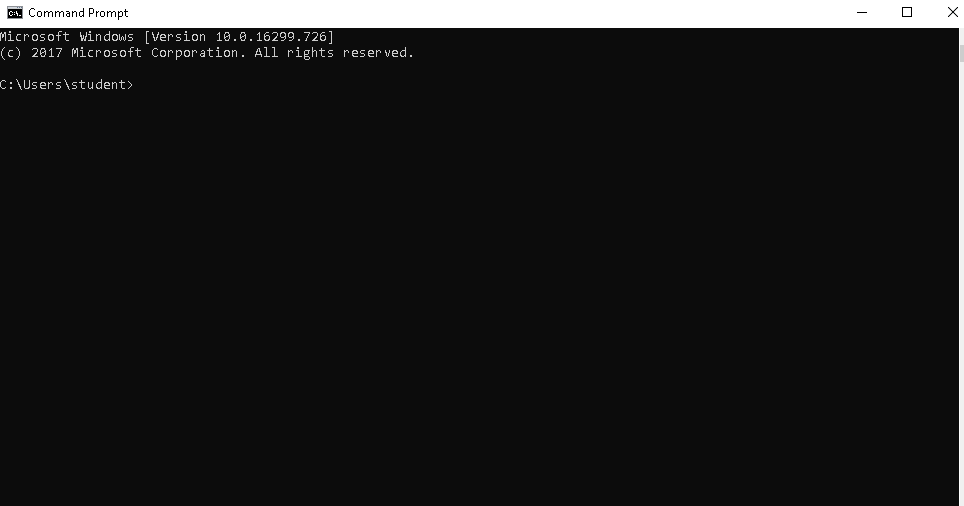 Command Prompt
Microsoft Windows [Version 10.0.16299.726]
(c) 2017 Microsoft Corporation. All rights reserved.
C:\Users\student>